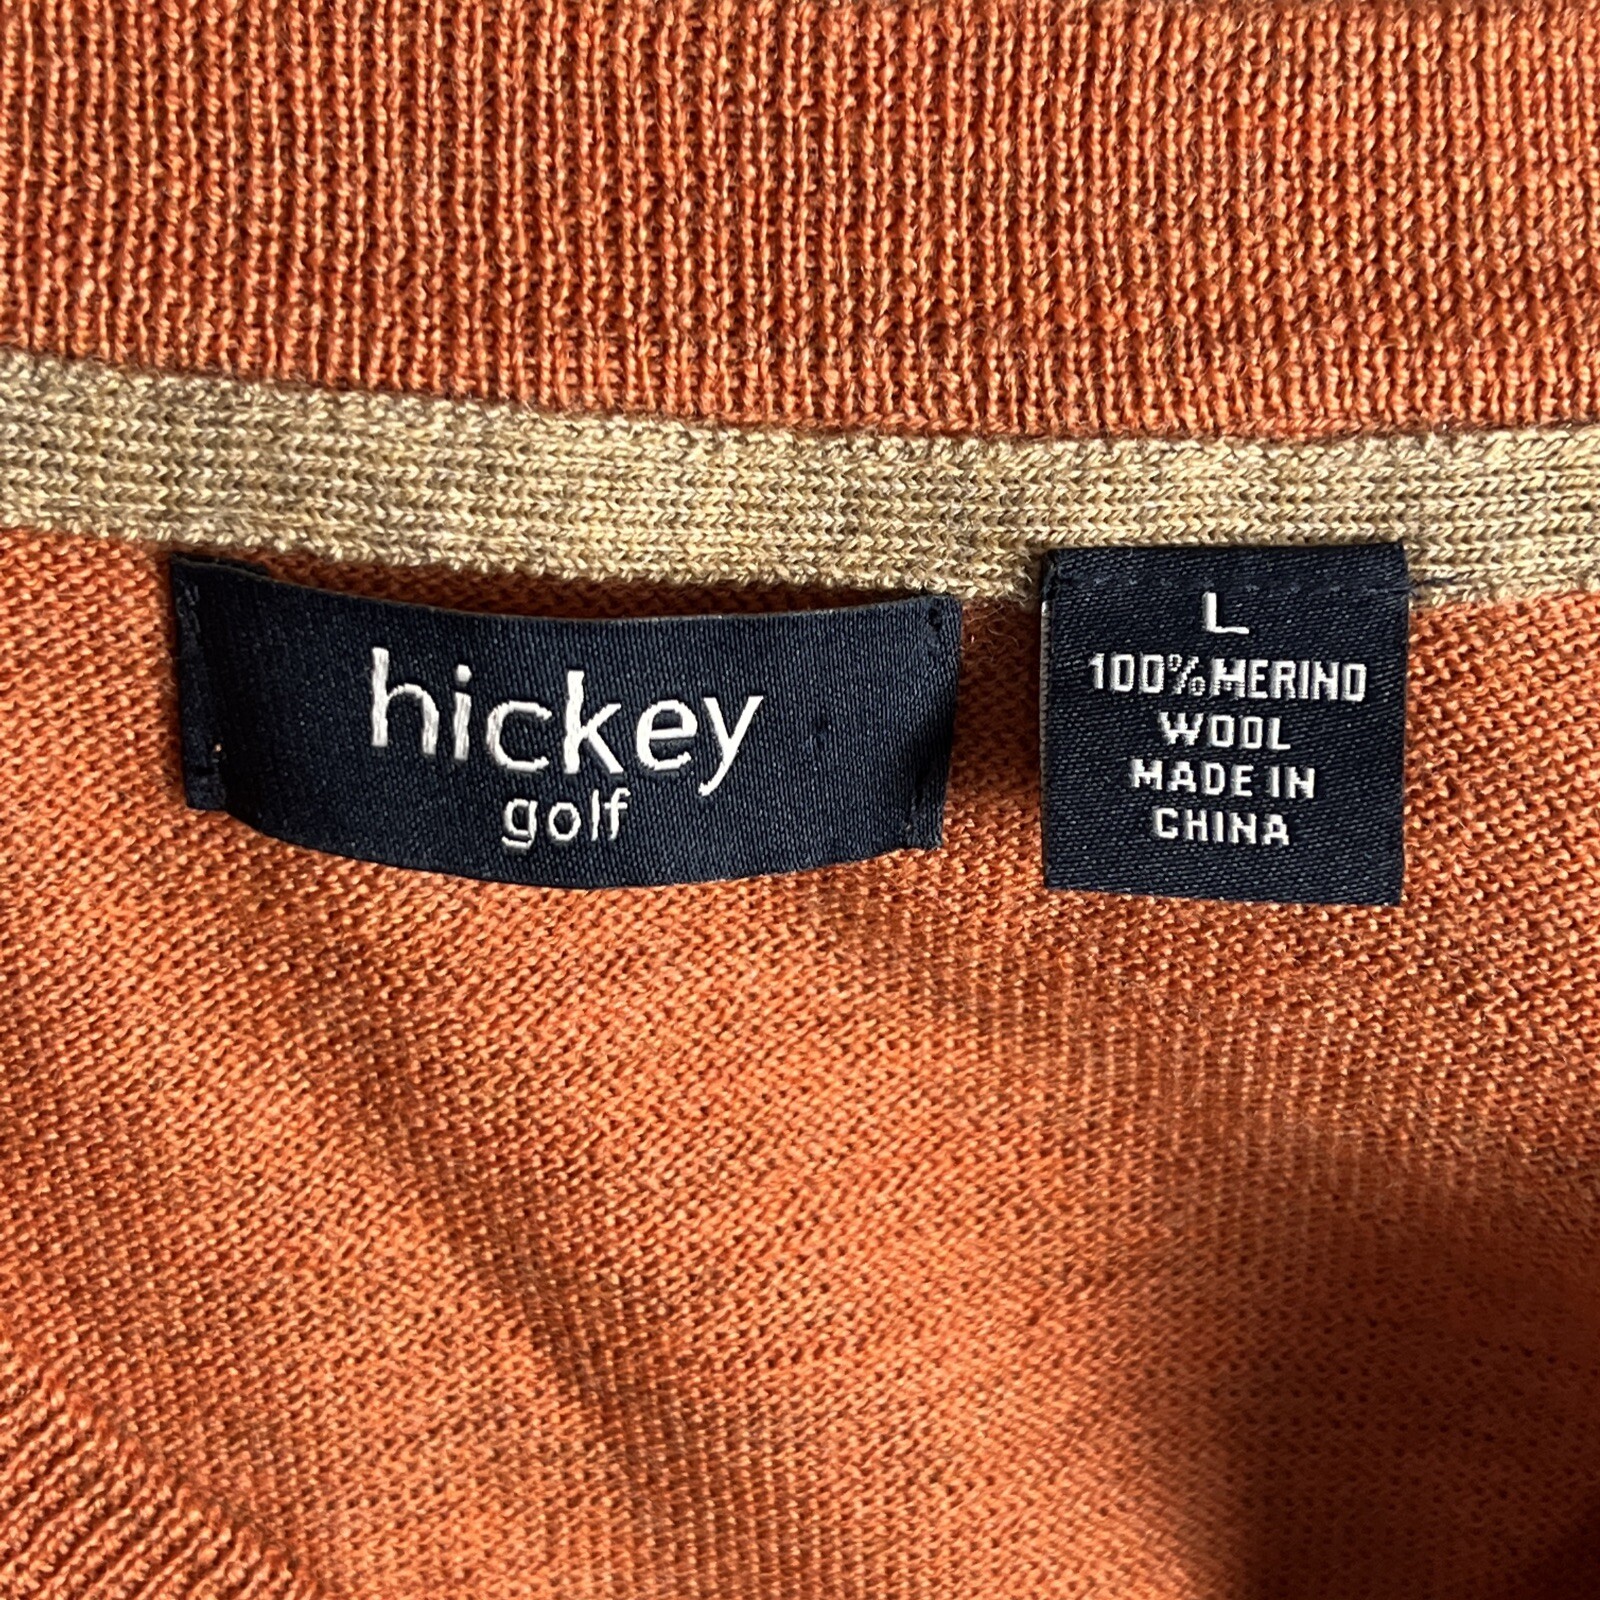 hickey
golf
L
100% MERINO
WOOL
MADE IN
CHINA